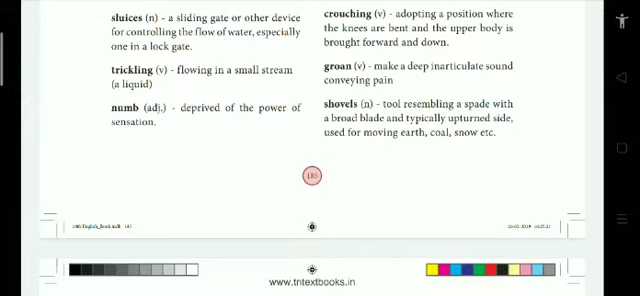 sluices (n) - a sliding gate or other device
for controlling the flow of water, especially
one in a lock gate.
trickling (v) - flowing in a small stream
(a liquid)
numb (adj.) - deprived of the power of
sensation.
crouching (v) - adopting a position where
the knees are bent and the upper body is
brought forward and down.
groan (v) - make a deep inarticulate sound
conveying pain
shovels (n) - tool resembling a spade with
a broad blade and typically upturned side,
used for moving earth, coal, snow etc.
185
www.tntextbooks.in